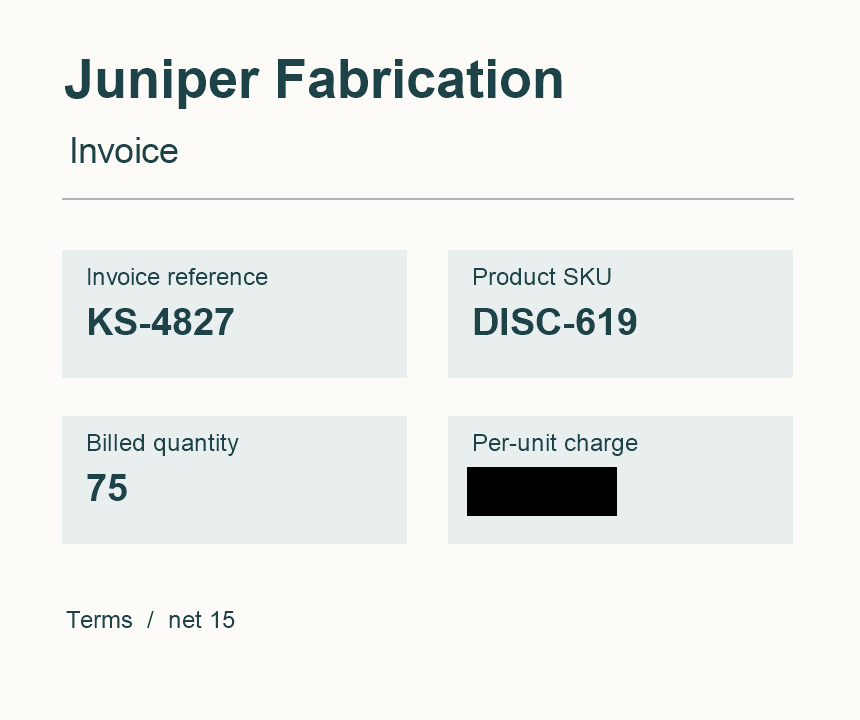 Juniper Fabrication
Invoice
Invoice reference
KS-4827
Product SKU
DISC-619
Billed quantity
75
Per-unit charge
Terms / net 15